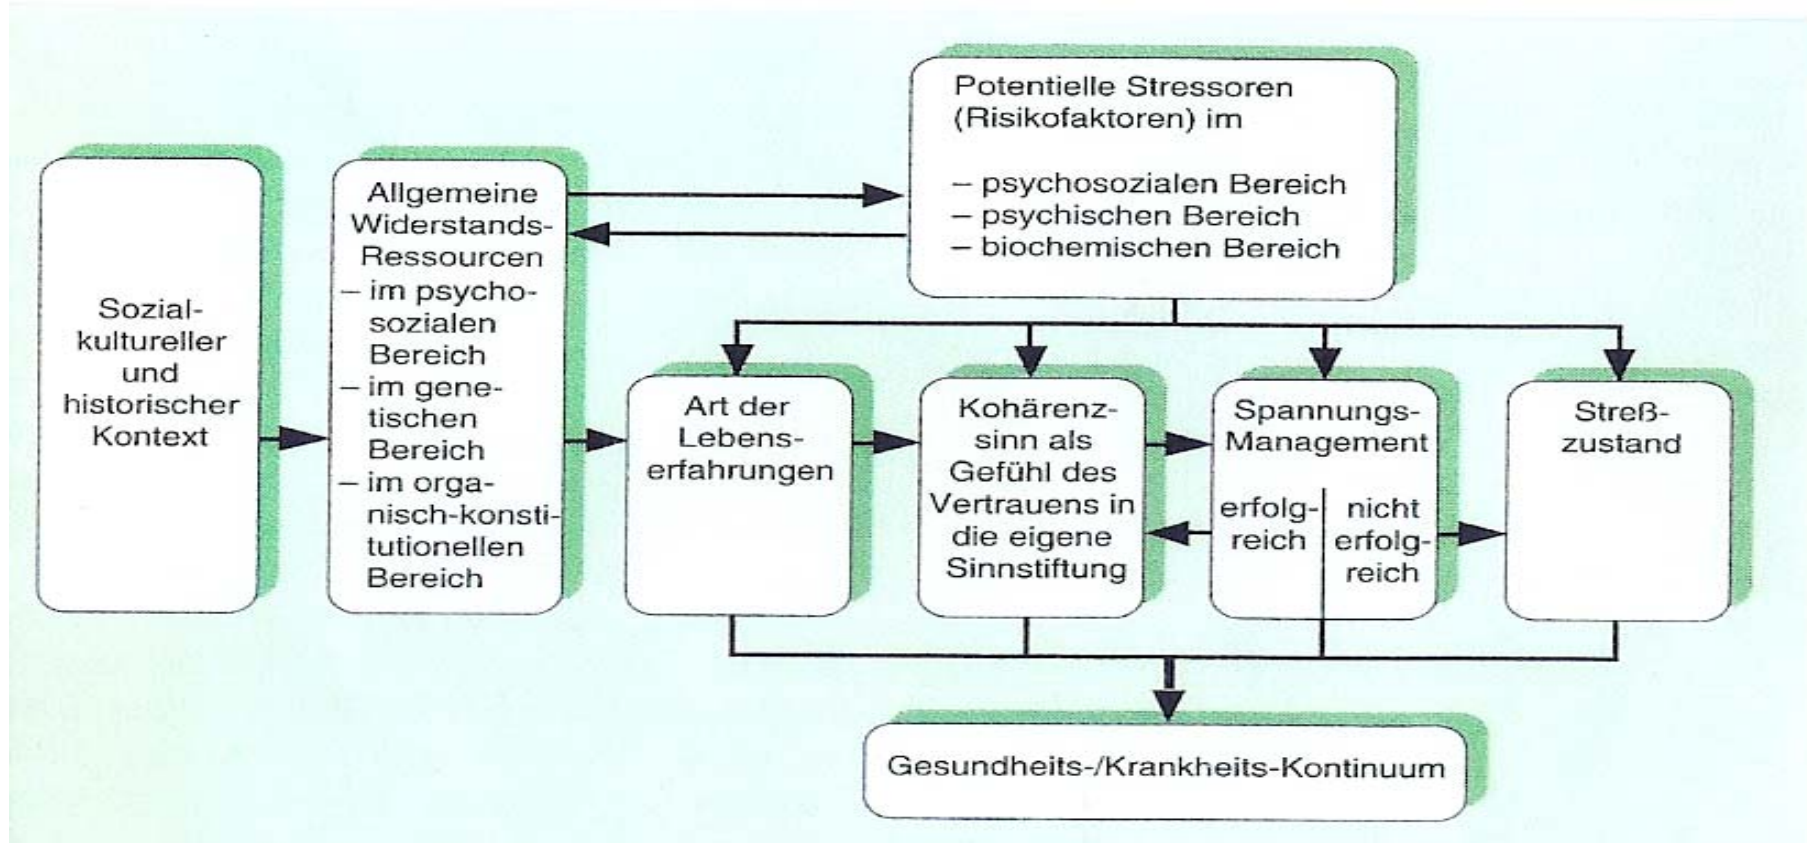 Potentielle Stressoren
(Risikofaktoren) im
– psychosozialen Bereich
– psychischen Bereich
– biochemischen Bereich
Sozial-
kultureller
und
historischer
Kontext
Allgemeine
Widerstands-
Ressourcen
– im psycho-
sozialen
Bereich
– im gene-
tischen
Bereich
– im orga-
nisch-konsti-
tutionellen
Bereich
Art der
Lebens-
erfahrungen
Kohärenz-
sinn als
Gefühl des
Vertrauens in
die eigene
Sinnstiftung
Spannungs-
Management
erfolg-
reich
nicht
erfolg-
reich
Streß-
zustand
Gesundheits-/Krankheits-Kontinuum